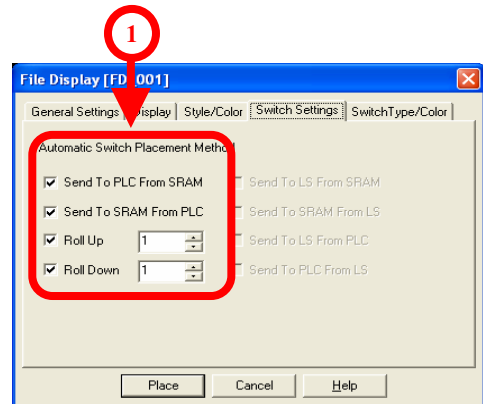 1
File Display [FD_001]
General Settings Display Style/Color Switch Settings SwitchType/Color
Automatic Switch Placement Method
Send To PLC From SRAM Send To LS From SRAM
Send To SRAM From PLC Send To SRAM From LS
Roll Up 1 Send To LS From PLC
Roll Down 1 Send To PLC From LS
Place Cancel Help